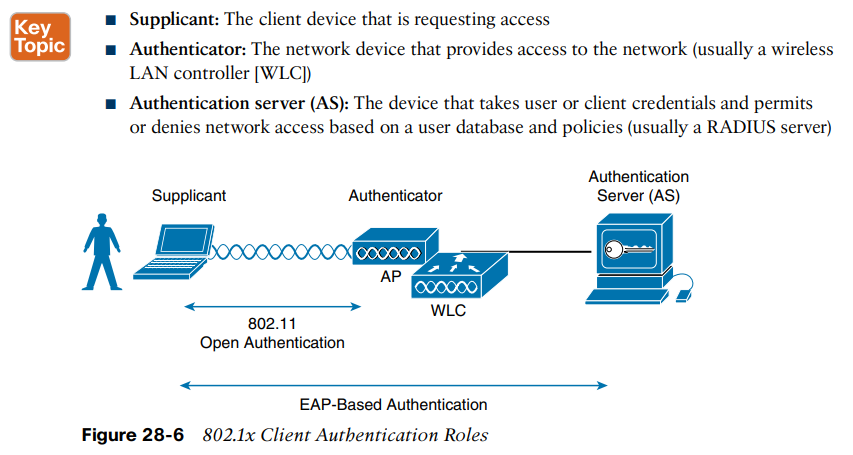 Key
Topic
■ Supplicant: The client device that is requesting access
■ Authenticator: The network device that provides access to the network (usually a wireless
LAN controller [WLC])
■ Authentication server (AS): The device that takes user or client credentials and permits
or denies network access based on a user database and policies (usually a RADIUS server)
Supplicant
Authenticator
Authentication
Server (AS)
AP
WLC
802.11
Open Authentication
EAP-Based Authentication
Figure 28-6 802.1x Client Authentication Roles